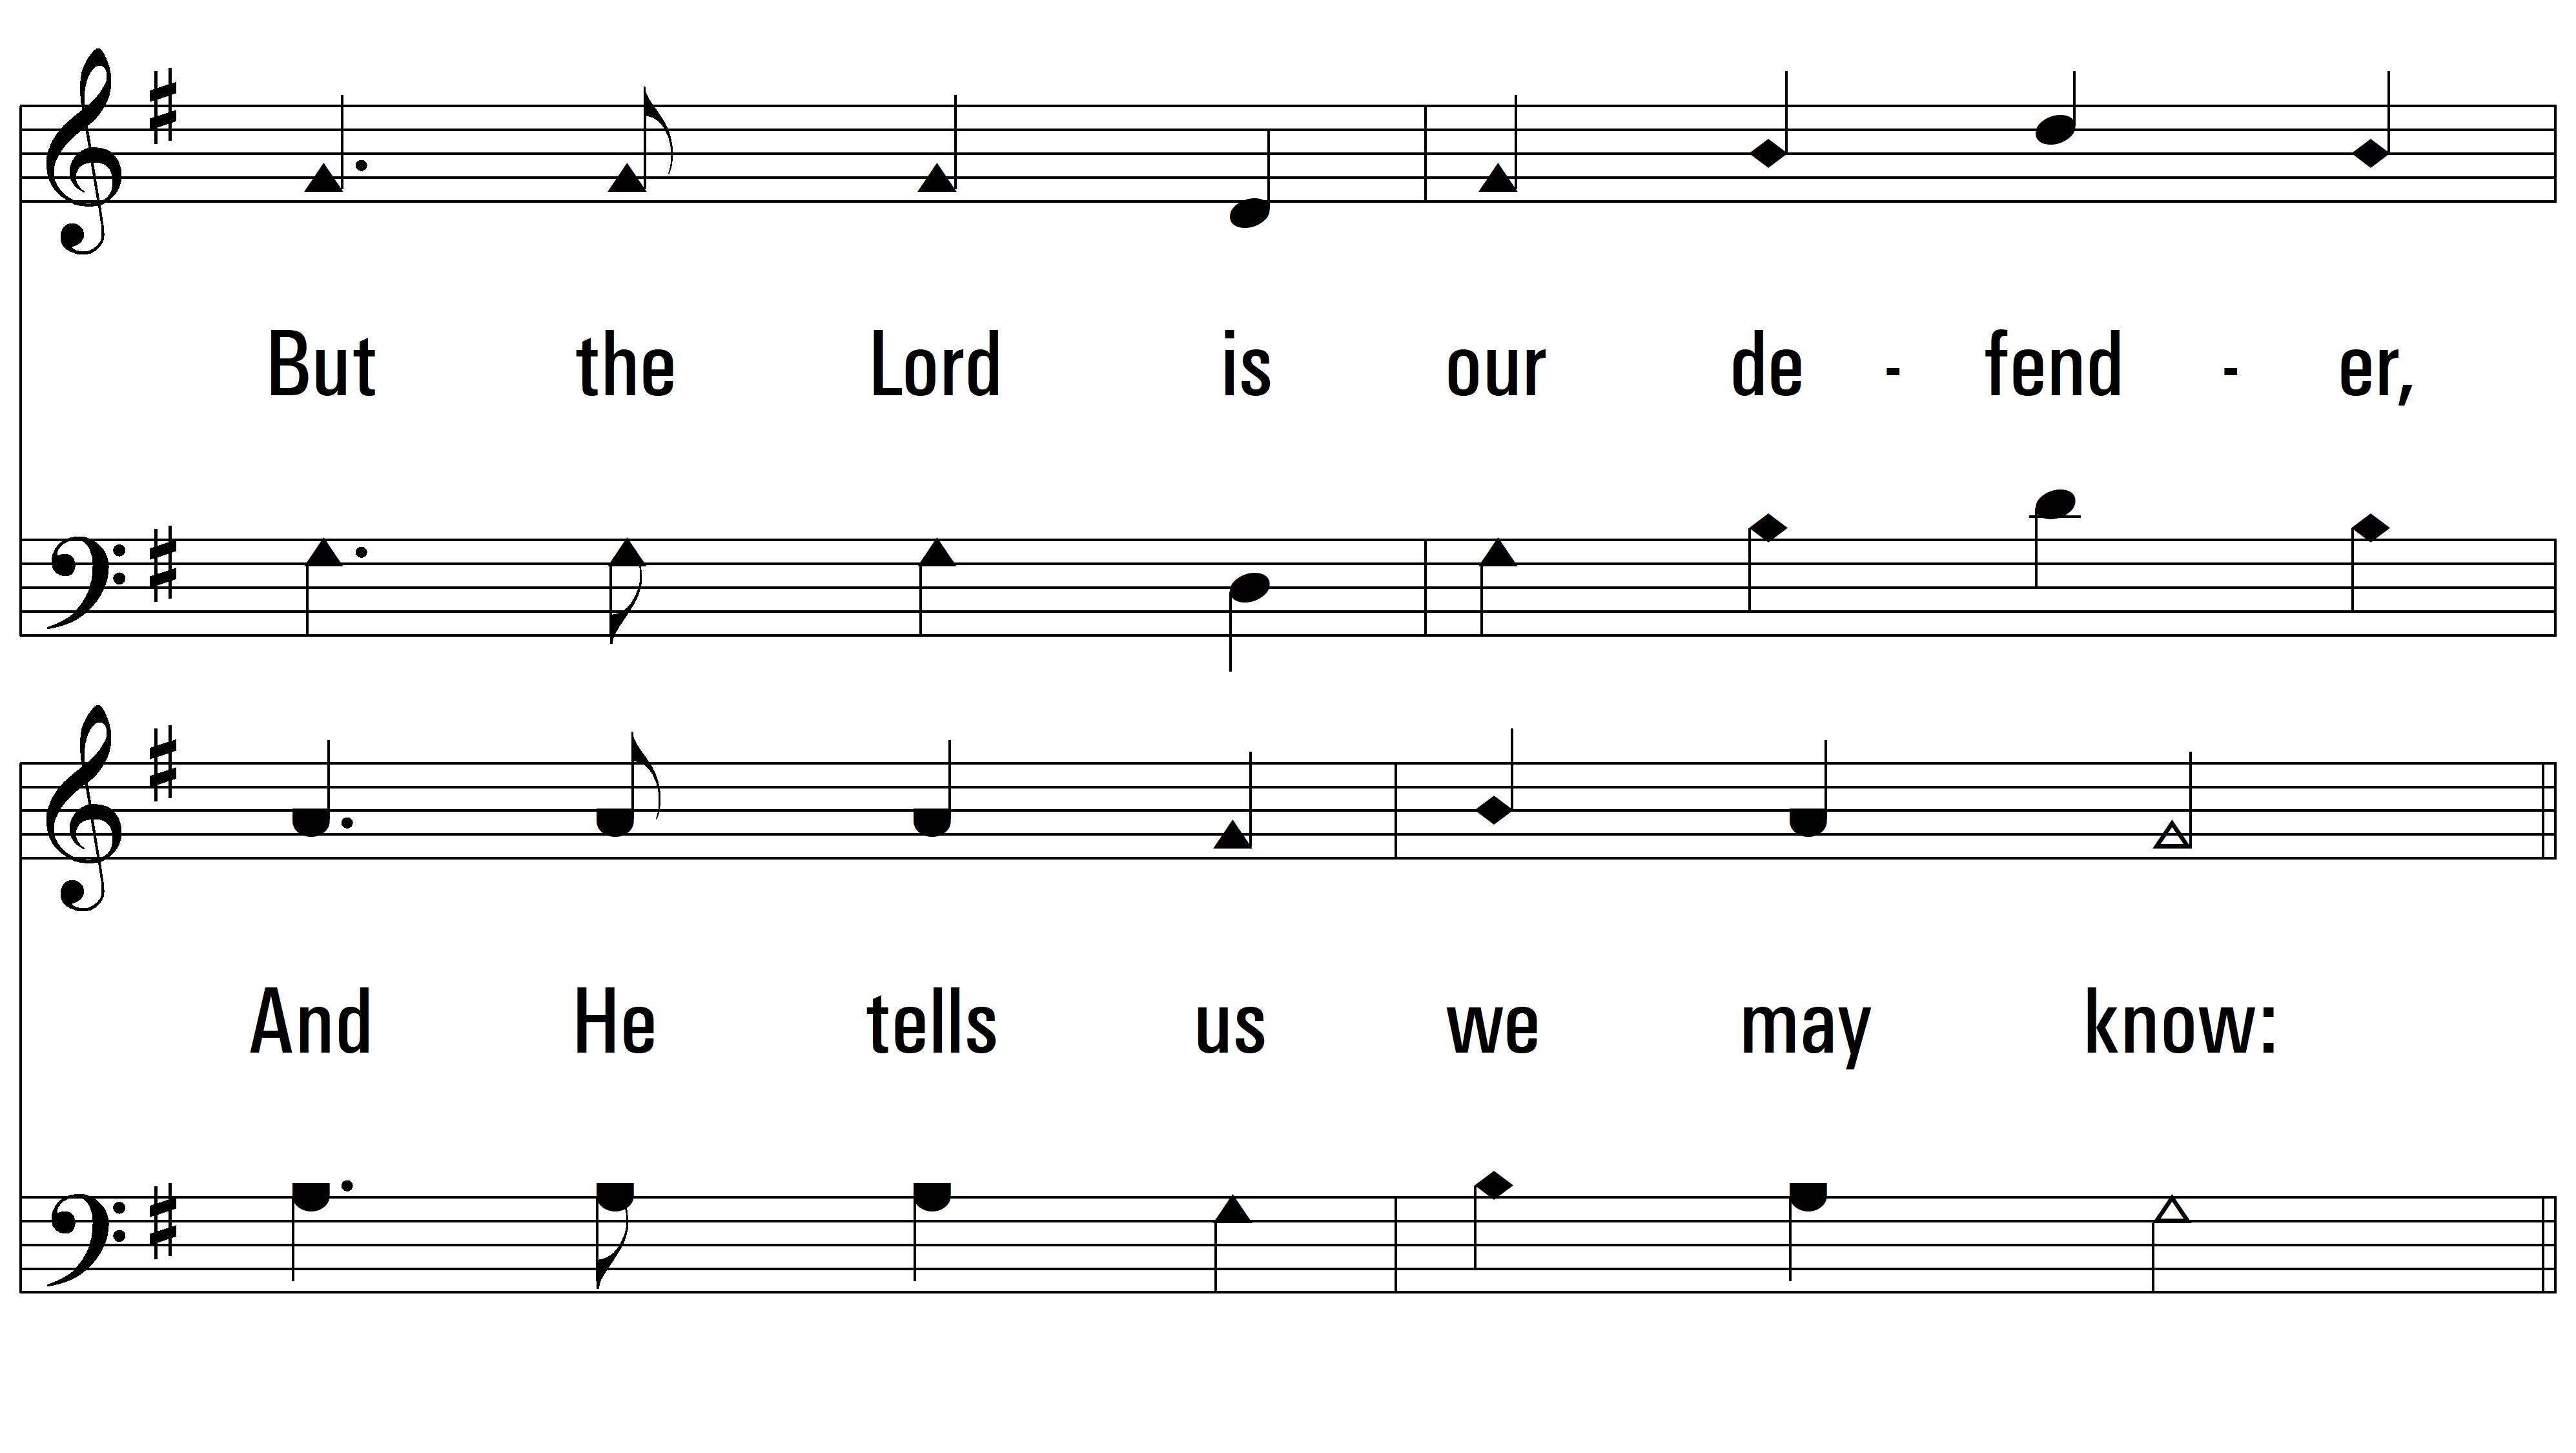 But the Lord is our de - fend - er,
And He tells us we may know: